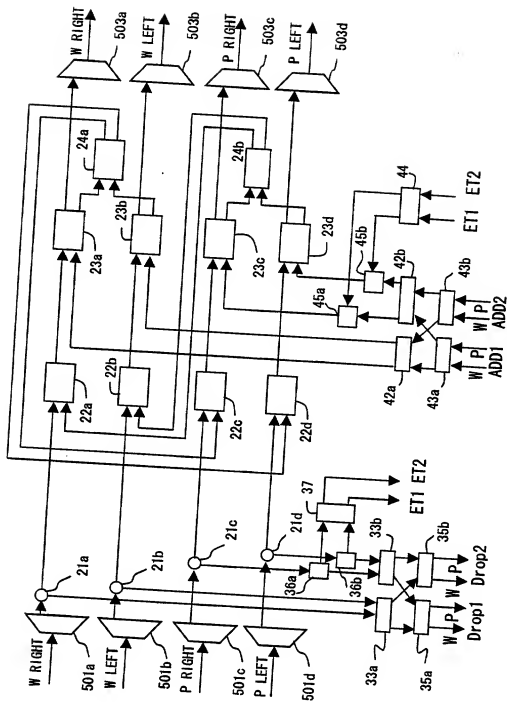 W RIGHT
503a
W LEFT
503b
P RIGHT
503c
P LEFT
503d
24a
24b
23a
23b
23c
23d
44
ET2
ET1
45b
45a
42b
43b
42a
43a
W P
ADD1
W P
ADD2
22a
22b
22c
22d
37
ET1 ET2
21a
21b
21c
21d
36a
36b
33b
35b
33a
35a
W P
Drop1
W P
Drop2
W RIGHT
501a
W LEFT
501b
P RIGHT
501c
P LEFT
501d